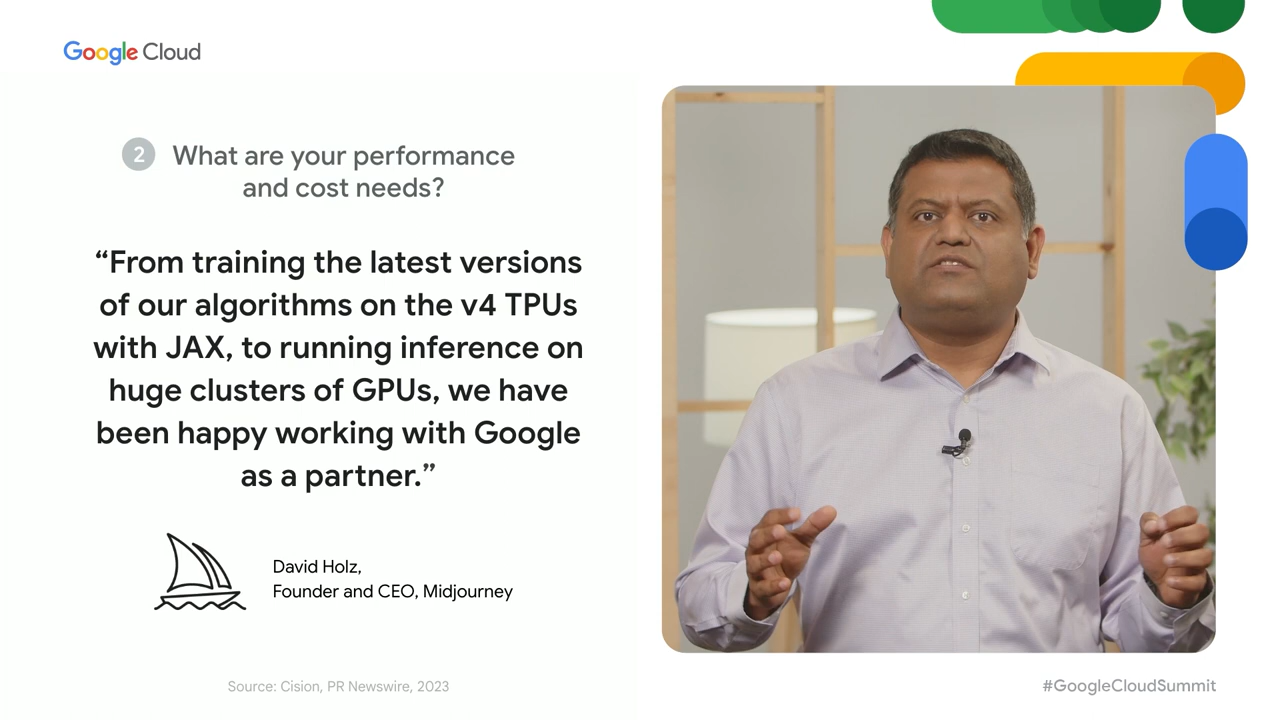 Google Cloud
2 What are your performance
and cost needs?
“From training the latest versions
of our algorithms on the v4 TPUs
with JAX, to running inference on
huge clusters of GPUs, we have
been happy working with Google
as a partner.”
David Holz,
Founder and CEO, Midjourney
Source: Cision, PR Newswire, 2023
#GoogleCloudSummit